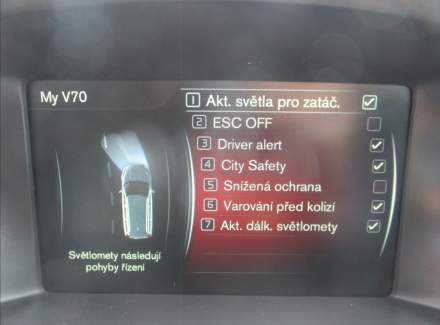 My V70
1 Akt. světla pro zatáč.
2 ESC OFF
3 Driver alert
4 City Safety
5 Snížená ochrana
6 Varování před kolizí
7 Akt. dálk. světlomety
Světlomety následují
pohyby řízení